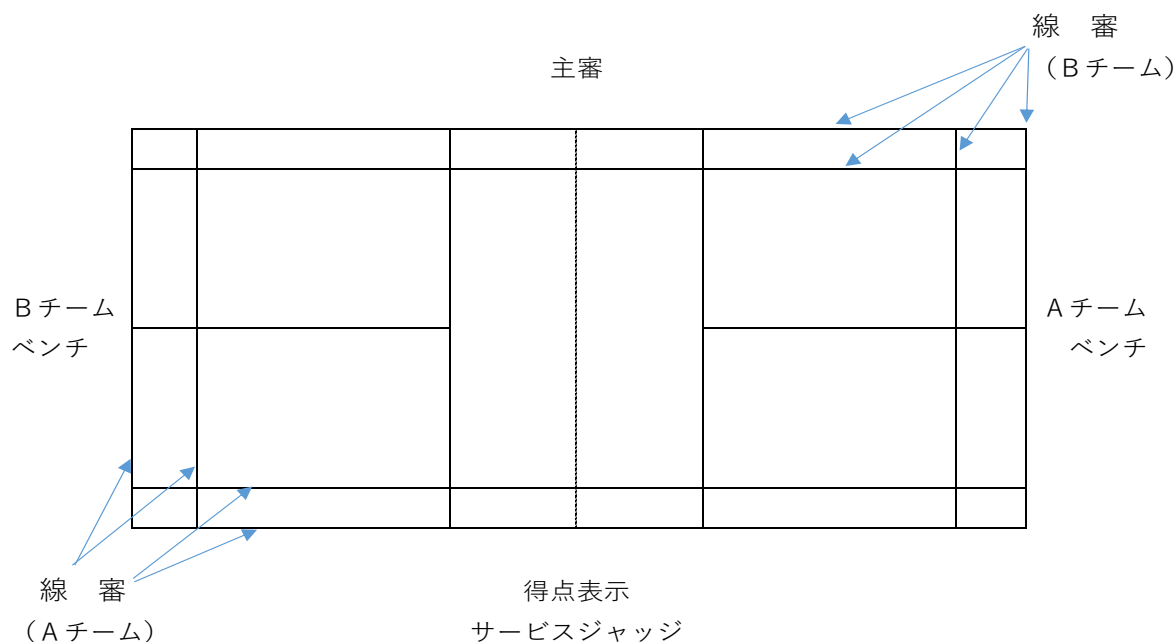 線　審
（Ｂチーム）
主審
Ｂチーム
ベンチ
Ａチーム
ベンチ
線　審
（Ａチーム）
得点表示
サービスジャッジ